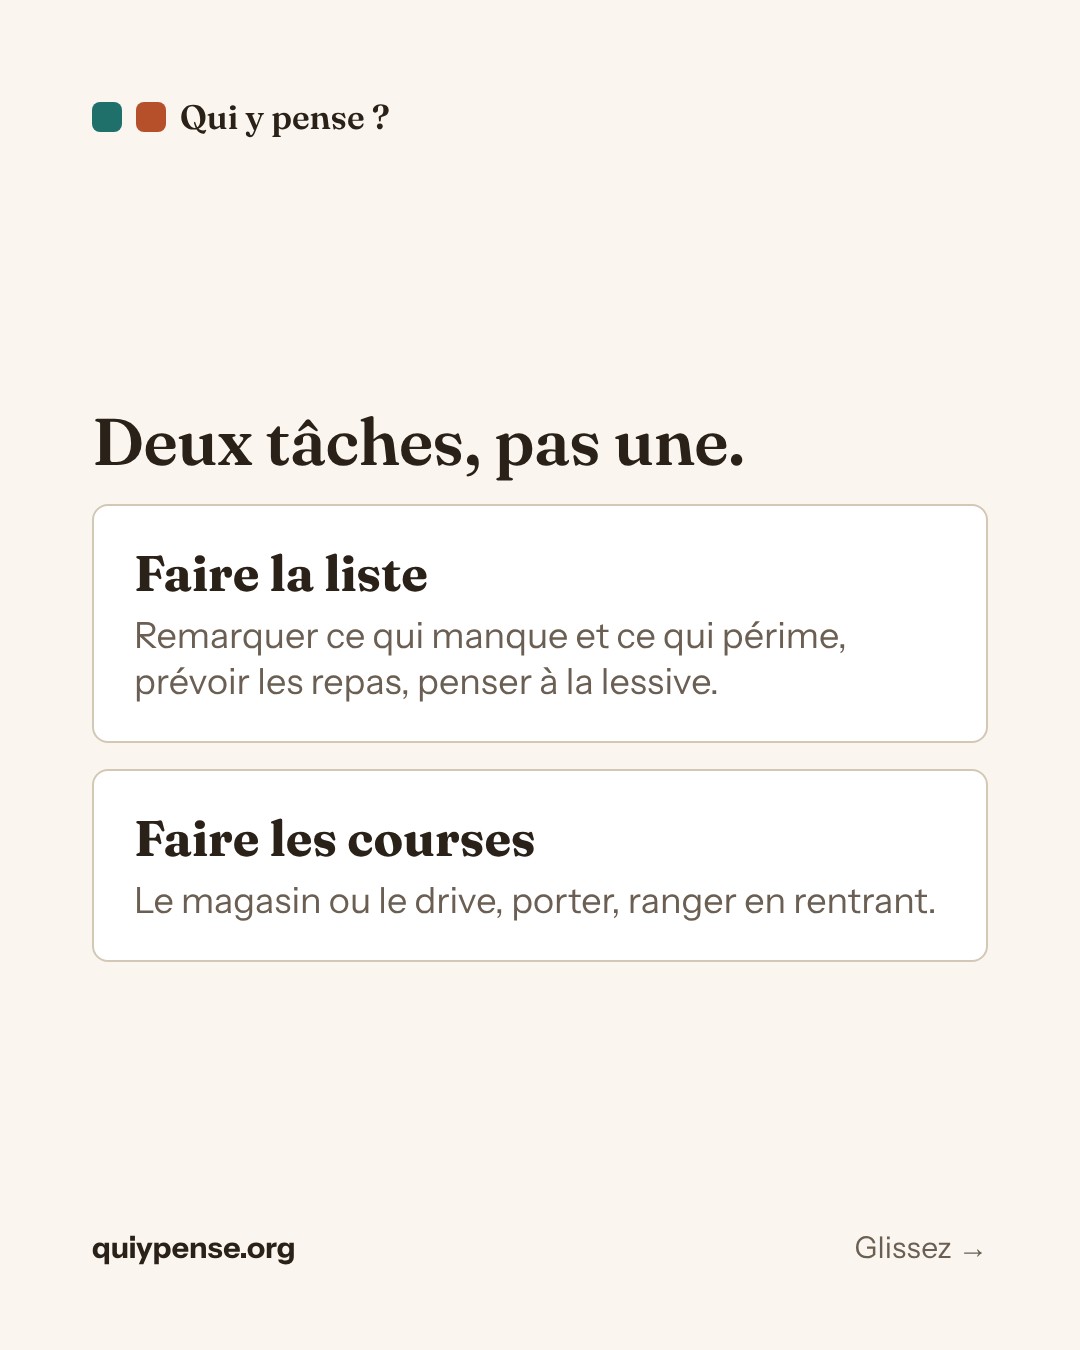 Qui y pense ?
Deux tâches, pas une.
Faire la liste
Remarquer ce qui manque et ce qui périme,
prévoir les repas, penser à la lessive.
Faire les courses
Le magasin ou le drive, porter, ranger en rentrant.
quiypense.org
Glissez →